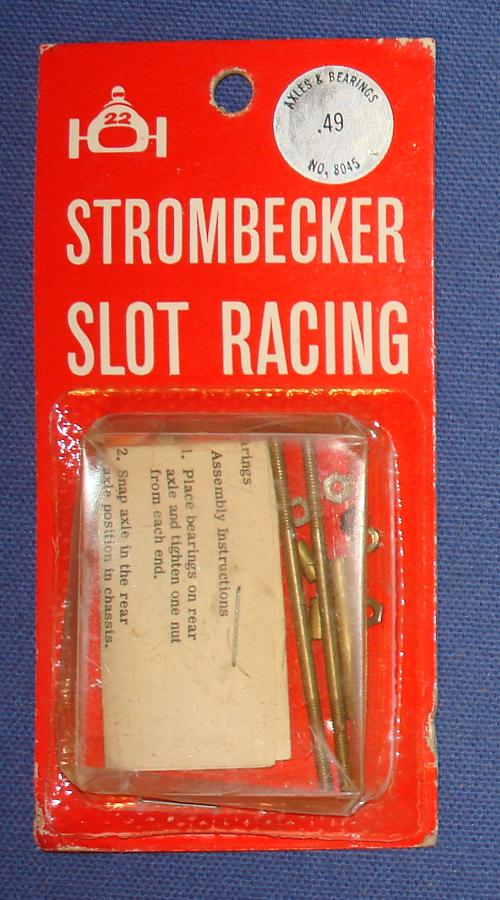 22
AXLES & BEARINGS
.49
NO. 8045
STROMBECKER
SLOT RACING
Assembly Instructions
1. Place bearings on rear
axle and tighten one nut
from each end.
2. Snap axle in the rear
axle position in chassis.